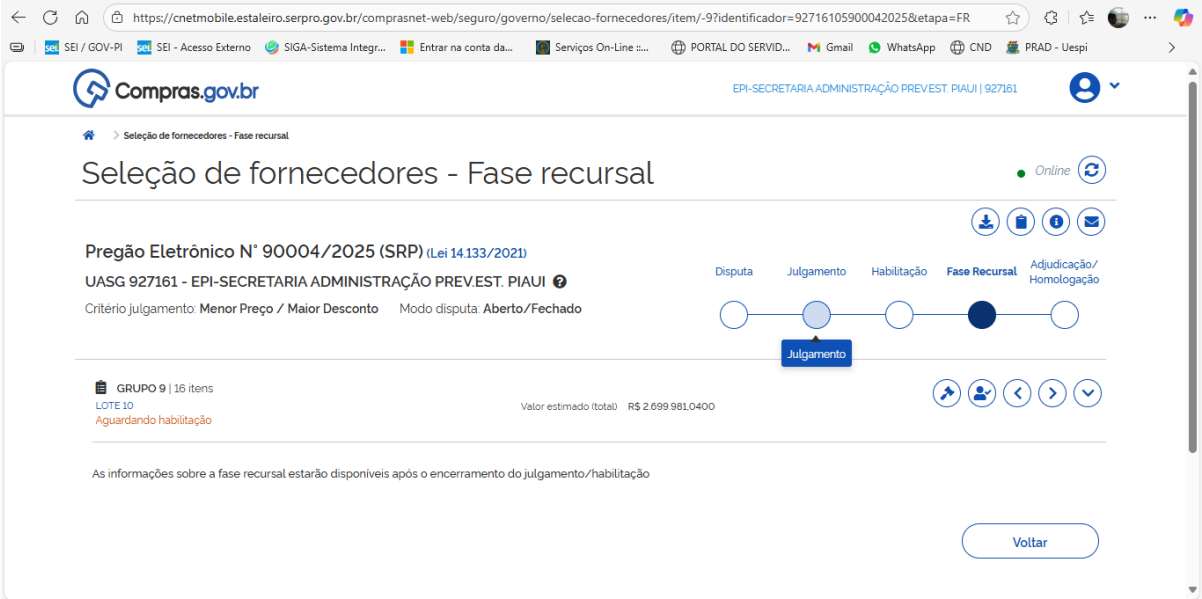 https://cnetmobile.estaleiro.serpro.gov.br/comprasnet-web/seguro/governo/selecao-fornecedores/item/-9?identificador=92716105900042025&etapa=FR
sei. SEI / GOV-PI sei. SEI - Acesso Externo SIGA-Sistema Integr... Entrar na conta da... Serviços On-Line ::... PORTAL DO SERVID... Gmail WhatsApp CND PRAD - Uespi
Compras.gov.br
EPI-SECRETARIA ADMINISTRAÇÃO PREV.EST. PIAUI | 927161
Seleção de fornecedores - Fase recursal
Seleção de fornecedores - Fase recursal
Online
Pregão Eletrônico N° 90004/2025 (SRP) (Lei 14.133/2021)
UASG 927161 - EPI-SECRETARIA ADMINISTRAÇÃO PREV.EST. PIAUI
Critério julgamento: Menor Preço / Maior Desconto Modo disputa: Aberto/Fechado
Disputa
Julgamento
Habilitação
Fase Recursal
Adjudicação/
Homologação
Julgamento
GRUPO 9 | 16 itens
LOTE 10
Aguardando habilitação
Valor estimado (total) R$ 2.699.981,0400
As informações sobre a fase recursal estarão disponíveis após o encerramento do julgamento/habilitação
Voltar